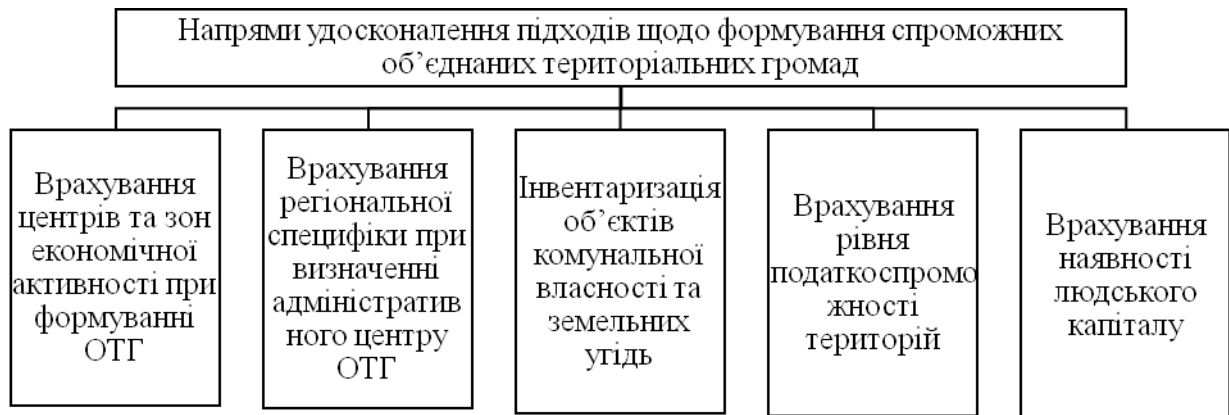 Напрями удосконалення підходів щодо формування спроможних
об’єднаних територіальних громад
Врахування
центрів та зон
економічної
активності при
формуванні
ОТГ
Врахування
регіональної
специфіки при
визначенні
адміністратив
ного центру
ОТГ
Інвентаризація
об’єктів
комунальної
власності та
земельних
угідь
Врахування
рівня
податкоспромо
жності
територій
Врахування
наявності
людського
капіталу